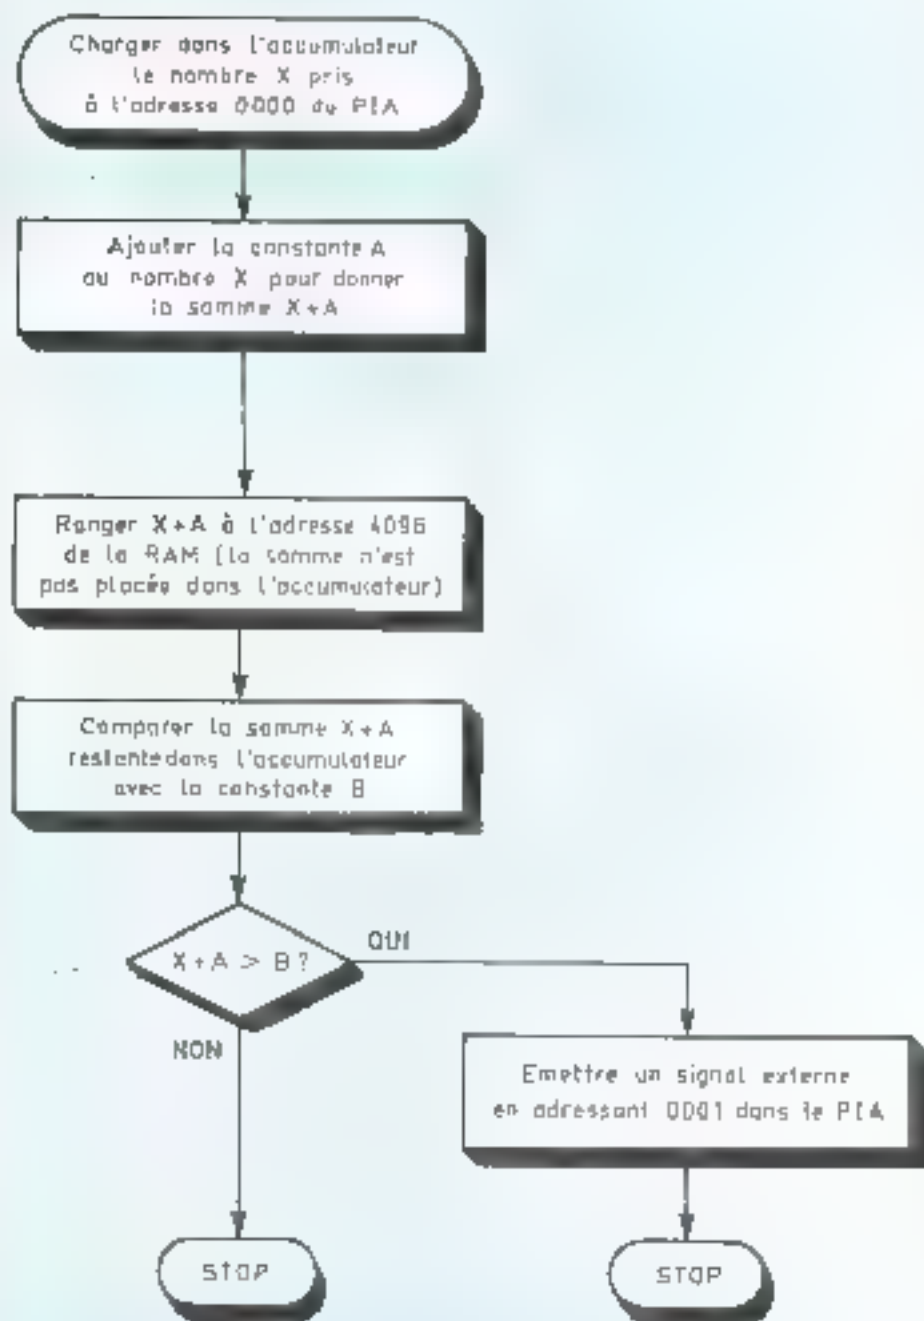 Charger dans l'accumulateur
le nombre X pris
à l'adresse 0000 du PIA
Ajouter la constante A
au nombre X pour donner
la somme X+A
Ranger X+A à l'adresse 4096
de la RAM (la somme n'est
pas placée dans l'accumulateur)
Comparer la somme X+A
restante dans l'accumulateur
avec la constante B
X+A > B ?
OUI
NON
Emettre un signal externe
en adressant 0001 dans le PIA
STOP
STOP